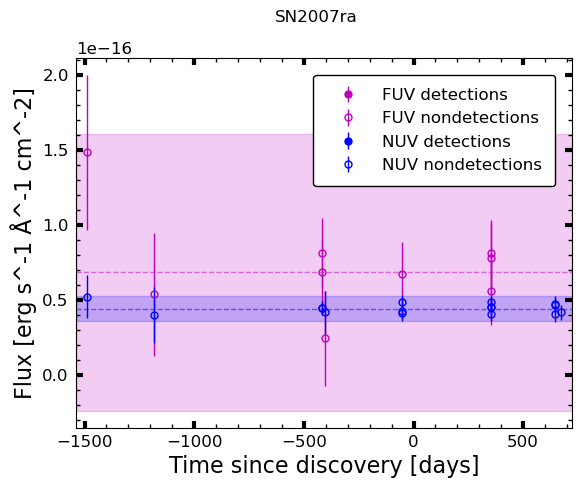 SN2007ra
1e−16
2.0
1.5
1.0
0.5
0.0
Flux [erg s^-1 Å^-1 cm^-2]
FUV detections
FUV nondetections
NUV detections
NUV nondetections
−1500 −1000 −500 0 500
Time since discovery [days]